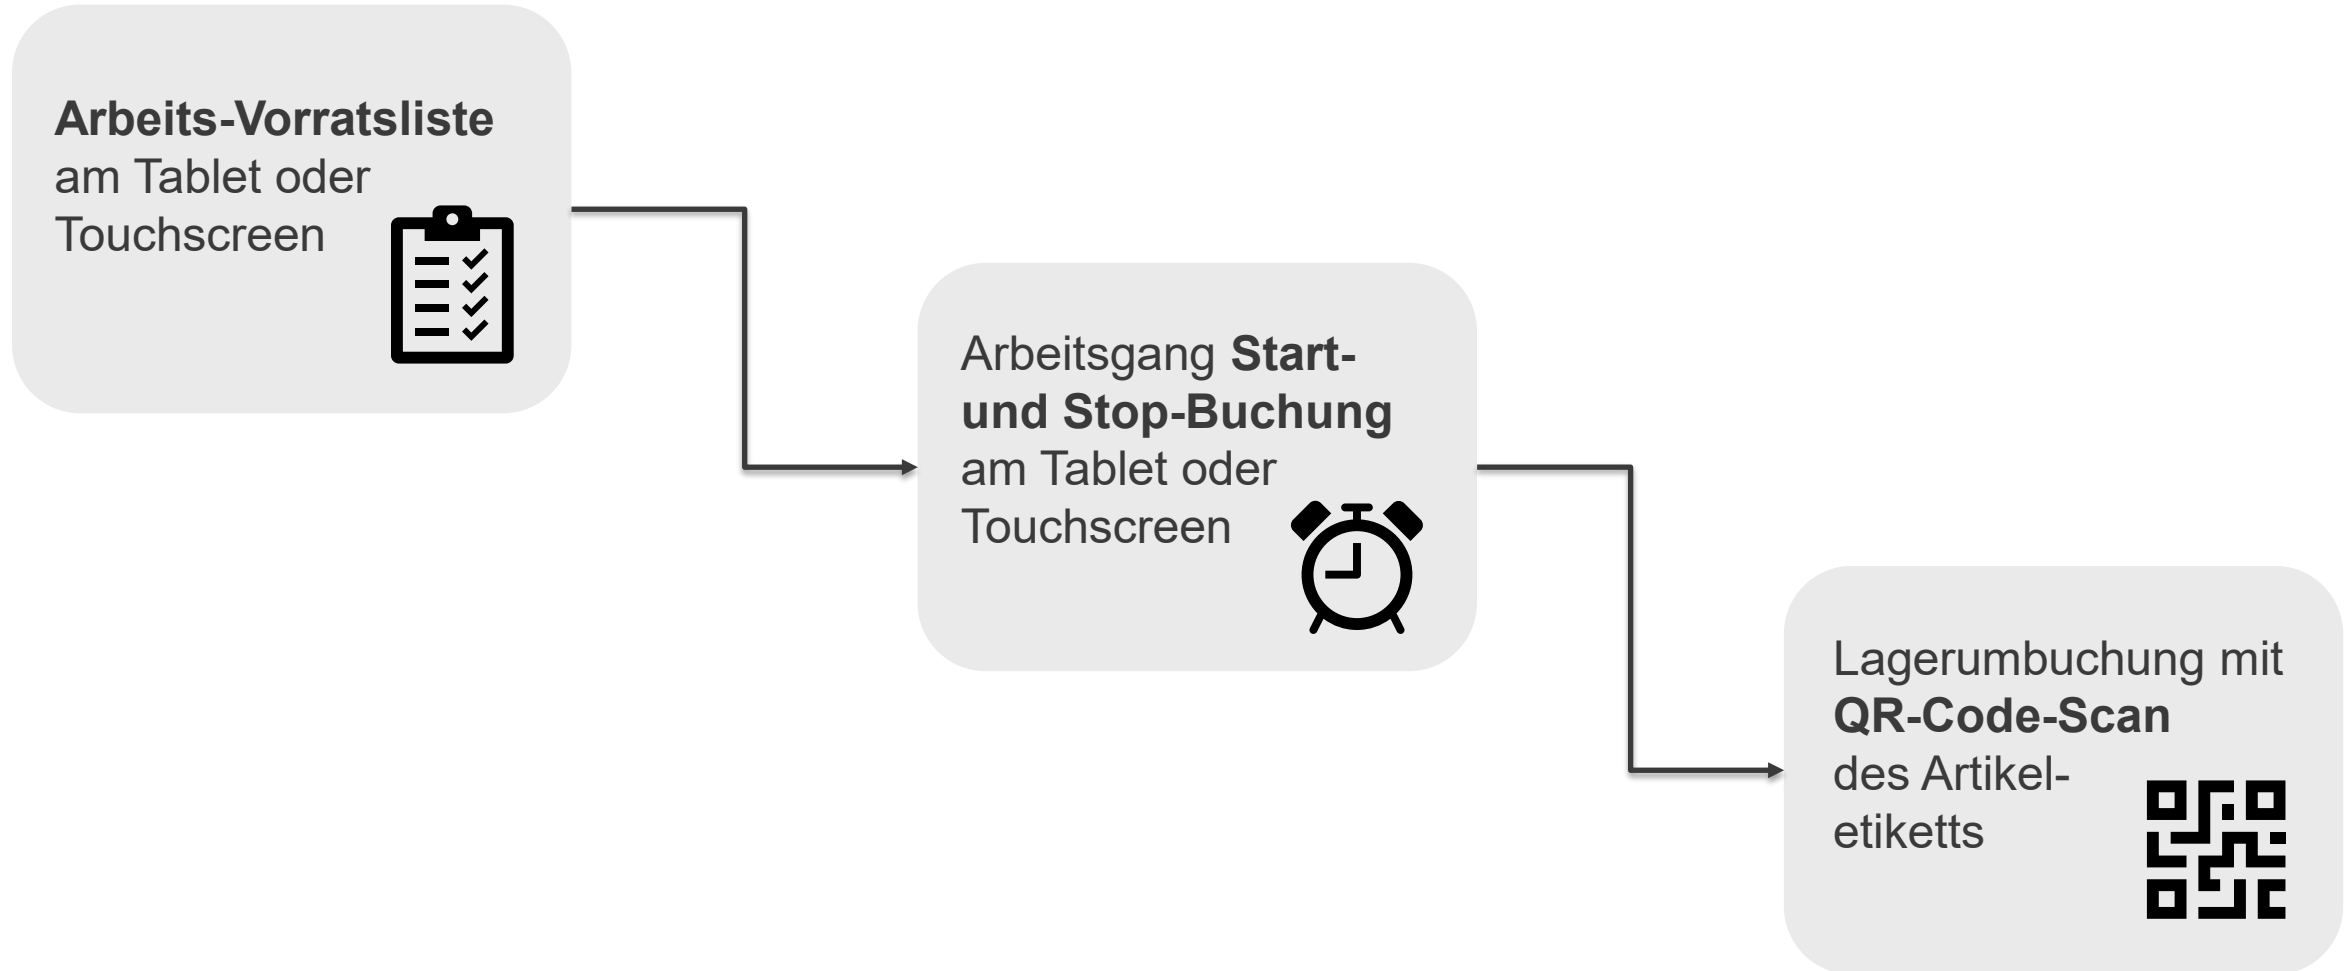 Arbeits-Vorratsliste
am Tablet oder
Touchscreen
Arbeitsgang Start-
und Stop-Buchung
am Tablet oder
Touchscreen
Lagerumbuchung mit
QR-Code-Scan
des Artikel-
etiketts